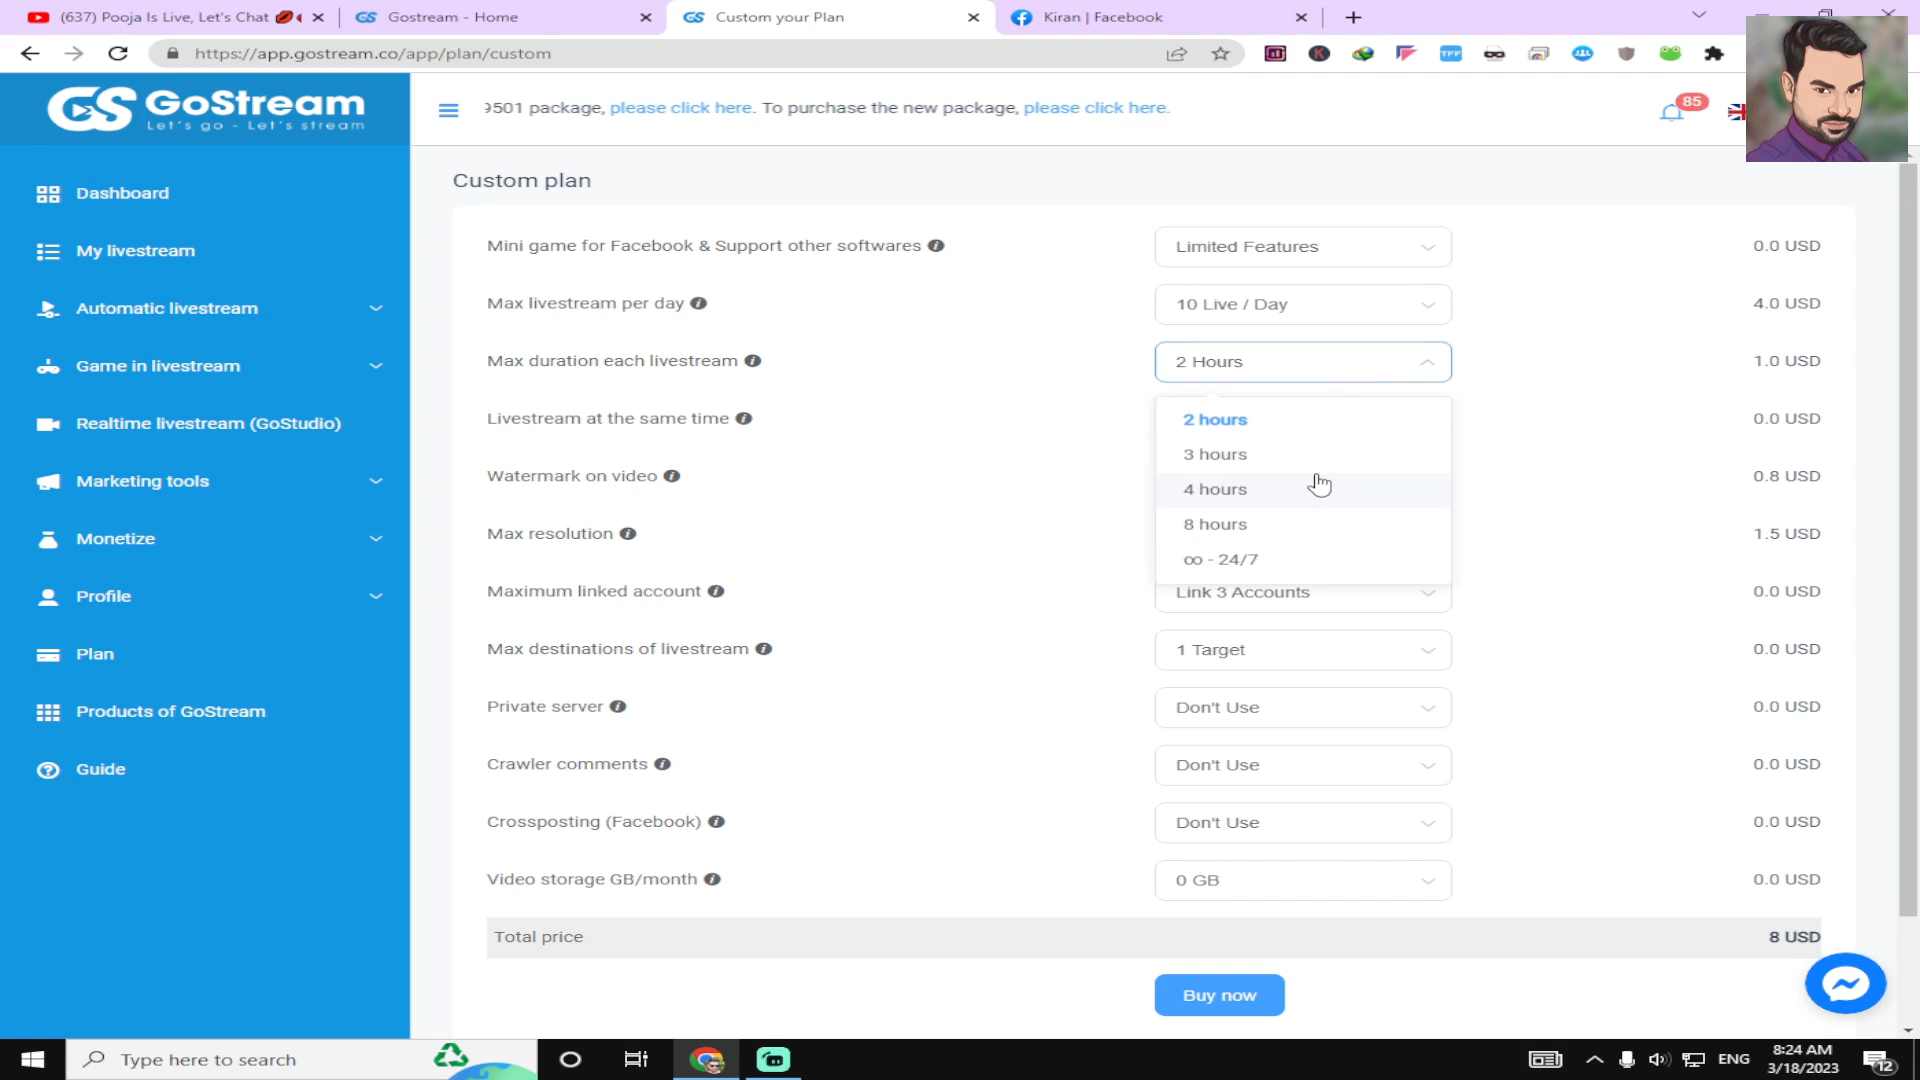 (637) Pooja Is Live, Let's Chat
Gostream - Home
Custom your Plan
Kiran | Facebook
https://app.gostream.co/app/plan/custom
GS GoStream
Let's go - Let's stream
9501 package, please click here. To purchase the new package, please click here.
85
Dashboard
My livestream
Automatic livestream
Game in livestream
Realtime livestream (GoStudio)
Marketing tools
Monetize
Profile
Plan
Products of GoStream
Guide
Custom plan
Mini game for Facebook & Support other softwares Limited Features 0.0 USD
Max livestream per day 10 Live / Day 4.0 USD
Max duration each livestream 2 Hours 1.0 USD
Livestream at the same time 0.0 USD
Watermark on video 0.8 USD
Max resolution 1.5 USD
2 hours
3 hours
4 hours
8 hours
∞ - 24/7
Maximum linked account Link 3 Accounts 0.0 USD
Max destinations of livestream 1 Target 0.0 USD
Private server Don't Use 0.0 USD
Crawler comments Don't Use 0.0 USD
Crossposting (Facebook) Don't Use 0.0 USD
Video storage GB/month 0 GB 0.0 USD
Total price 8 USD
Buy now
Type here to search
ENG
8:24 AM
3/18/2023
12